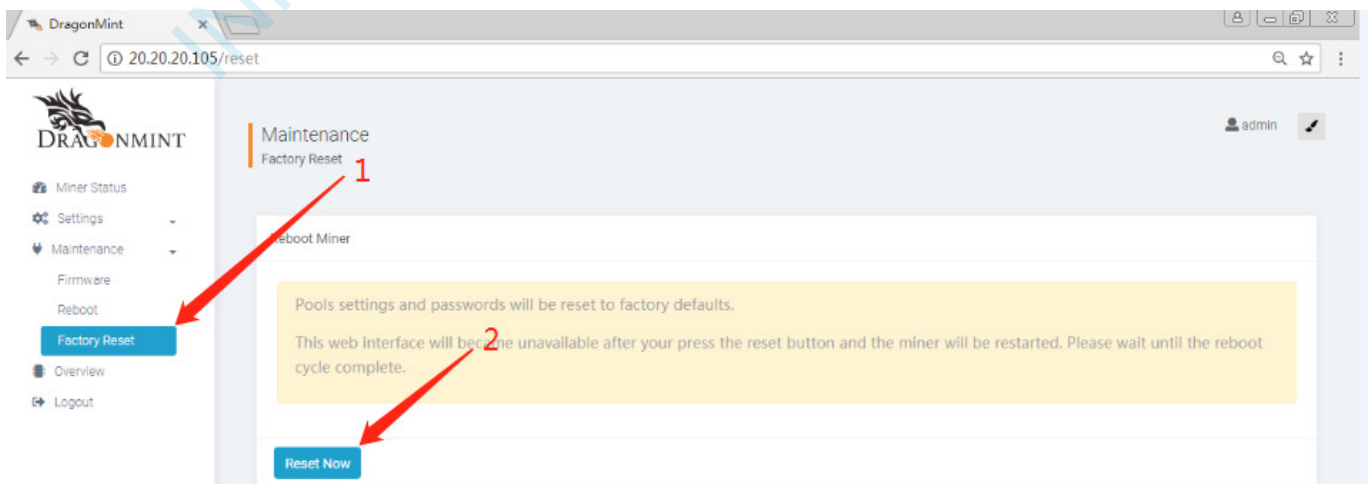 DragonMint
20.20.20.105/reset
DRAGONMINT
admin
Maintenance
Factory Reset
1
Miner Status
Settings
Maintenance
Firmware
Reboot
Factory Reset
Overview
Logout
Reboot Miner
Pools settings and passwords will be reset to factory defaults.
2
This web interface will became unavailable after your press the reset button and the miner will be restarted. Please wait until the reboot
cycle complete.
Reset Now